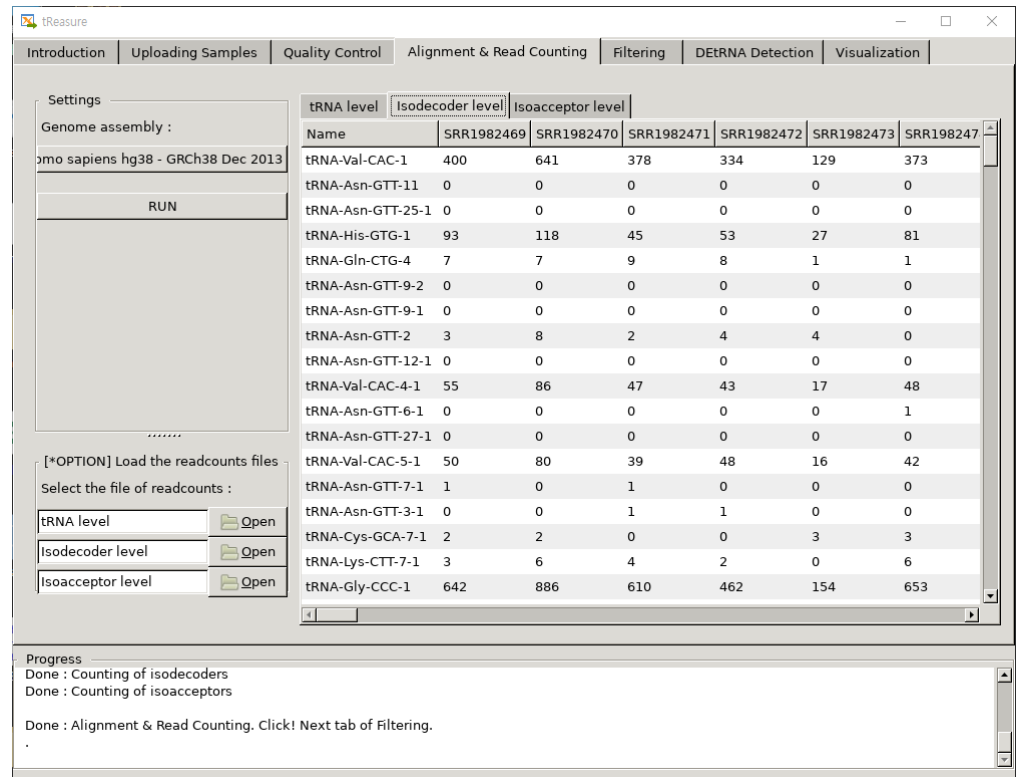 tReasure
Introduction Uploading Samples Quality Control Alignment & Read Counting Filtering DEtRNA Detection Visualization
Settings
Genome assembly :
omo sapiens hg38 - GRCh38 Dec 2013
RUN
[*OPTION] Load the readcounts files
Select the file of readcounts :
tRNA level Open
Isodecoder level Open
Isoacceptor level Open
tRNA level Isodecoder level Isoacceptor level
Name SRR1982469 SRR1982470 SRR1982471 SRR1982472 SRR1982473 SRR198247
tRNA-Val-CAC-1 400 641 378 334 129 373
tRNA-Asn-GTT-11 0 0 0 0 0 0
tRNA-Asn-GTT-25-1 0 0 0 0 0 0
tRNA-His-GTG-1 93 118 45 53 27 81
tRNA-Gln-CTG-4 7 7 9 8 1 1
tRNA-Asn-GTT-9-2 0 0 0 0 0 0
tRNA-Asn-GTT-9-1 0 0 0 0 0 0
tRNA-Asn-GTT-2 3 8 2 4 4 0
tRNA-Asn-GTT-12-1 0 0 0 0 0 0
tRNA-Val-CAC-4-1 55 86 47 43 17 48
tRNA-Asn-GTT-6-1 0 0 0 0 0 1
tRNA-Asn-GTT-27-1 0 0 0 0 0 0
tRNA-Val-CAC-5-1 50 80 39 48 16 42
tRNA-Asn-GTT-7-1 1 0 1 0 0 0
tRNA-Asn-GTT-3-1 0 0 1 1 0 0
tRNA-Cys-GCA-7-1 2 2 0 0 3 3
tRNA-Lys-CTT-7-1 3 6 4 2 0 6
tRNA-Gly-CCC-1 642 886 610 462 154 653
Progress
Done : Counting of isodecoders
Done : Counting of isoacceptors
Done : Alignment & Read Counting. Click! Next tab of Filtering.
.